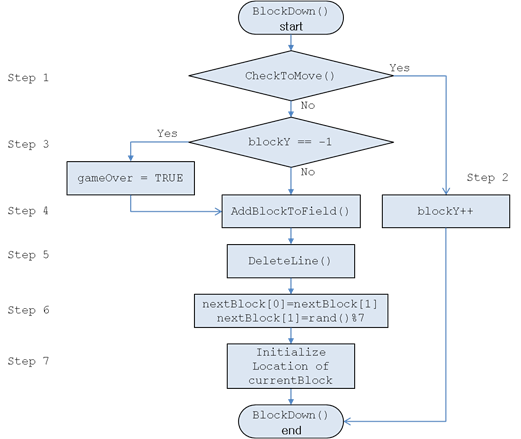 BlockDown()
start
Step 1
CheckToMove()
Yes
No
Step 3
Yes
blockY == -1
No
Step 2
gameOver = TRUE
Step 4
AddBlockToField()
blockY++
Step 5
DeleteLine()
Step 6
nextBlock[0]=nextBlock[1]
nextBlock[1]=rand()%7
Step 7
Initialize
Location of
currentBlock
BlockDown()
end